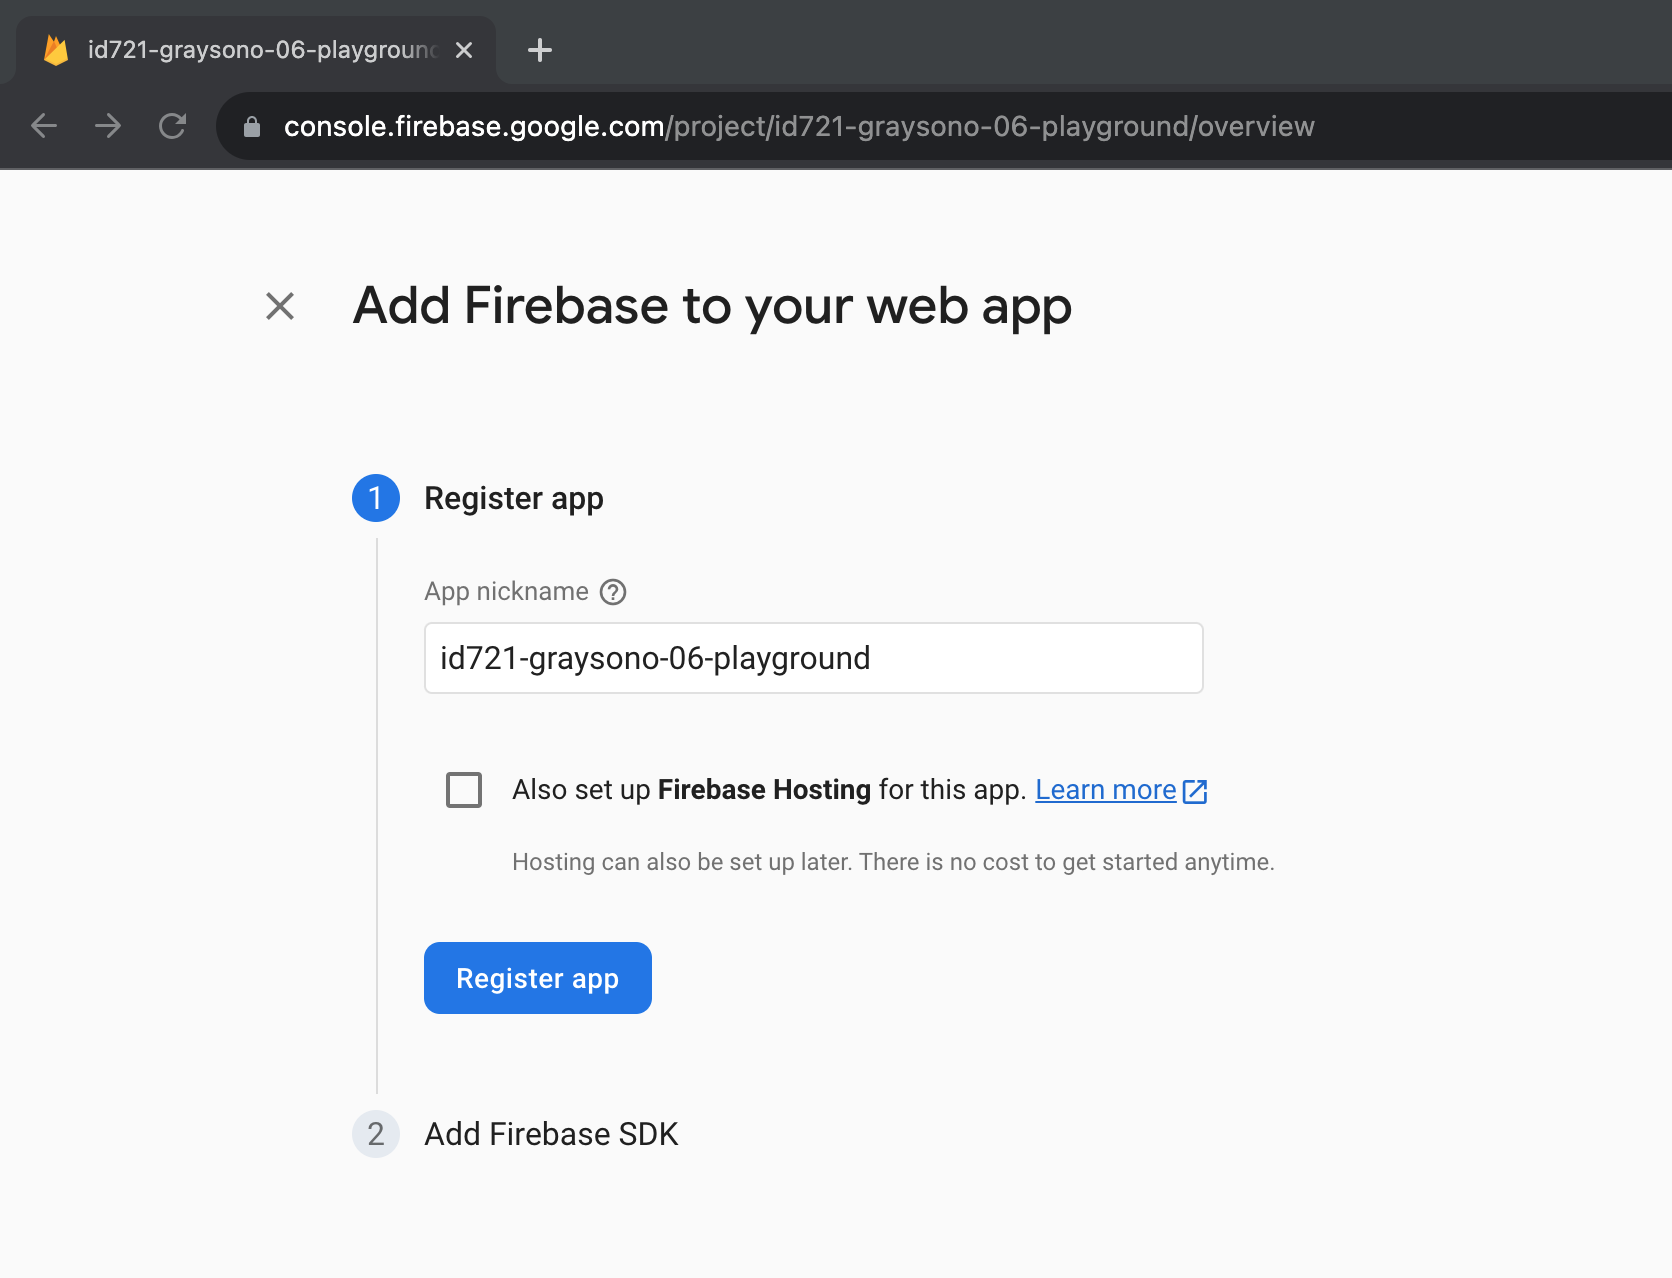 id721-graysono-06-playground
console.firebase.google.com/project/id721-graysono-06-playground/overview
Add Firebase to your web app
1 Register app
App nickname
id721-graysono-06-playground
Also set up Firebase Hosting for this app. Learn more
Hosting can also be set up later. There is no cost to get started anytime.
Register app
2 Add Firebase SDK